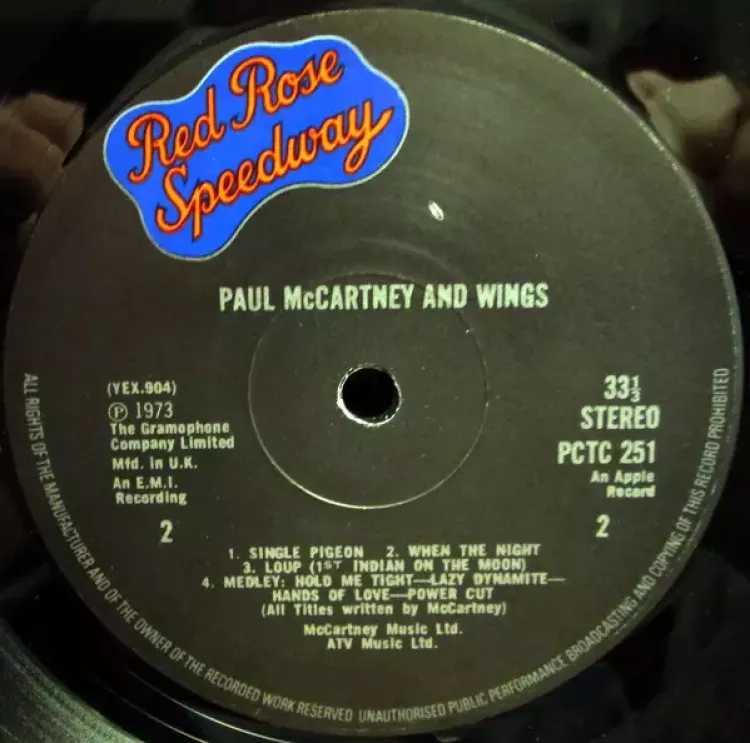 Red Rose
Speedway
PAUL McCARTNEY AND WINGS
(YEX.904)
Ⓟ 1973
The Gramophone
Company Limited
Mfd. In U.K.
An E.M.I.
Recording
2
33⅓
STEREO
PCTC 251
An Apple
Record
2
1. SINGLE PIGEON 2. WHEN THE NIGHT
3. LOUP (1ST INDIAN ON THE MOON)
4. MEDLEY: HOLD ME TIGHT—LAZY DYNAMITE—
HANDS OF LOVE—POWER CUT
(All Titles written by McCartney)
McCartney Music Ltd.
ATV Music Ltd.
ALL RIGHTS OF THE MANUFACTURER AND OF THE OWNER OF THE RECORDED WORK RESERVED UNAUTHORISED PUBLIC PERFORMANCE BROADCASTING AND COPYING OF THIS RECORD PROHIBITED